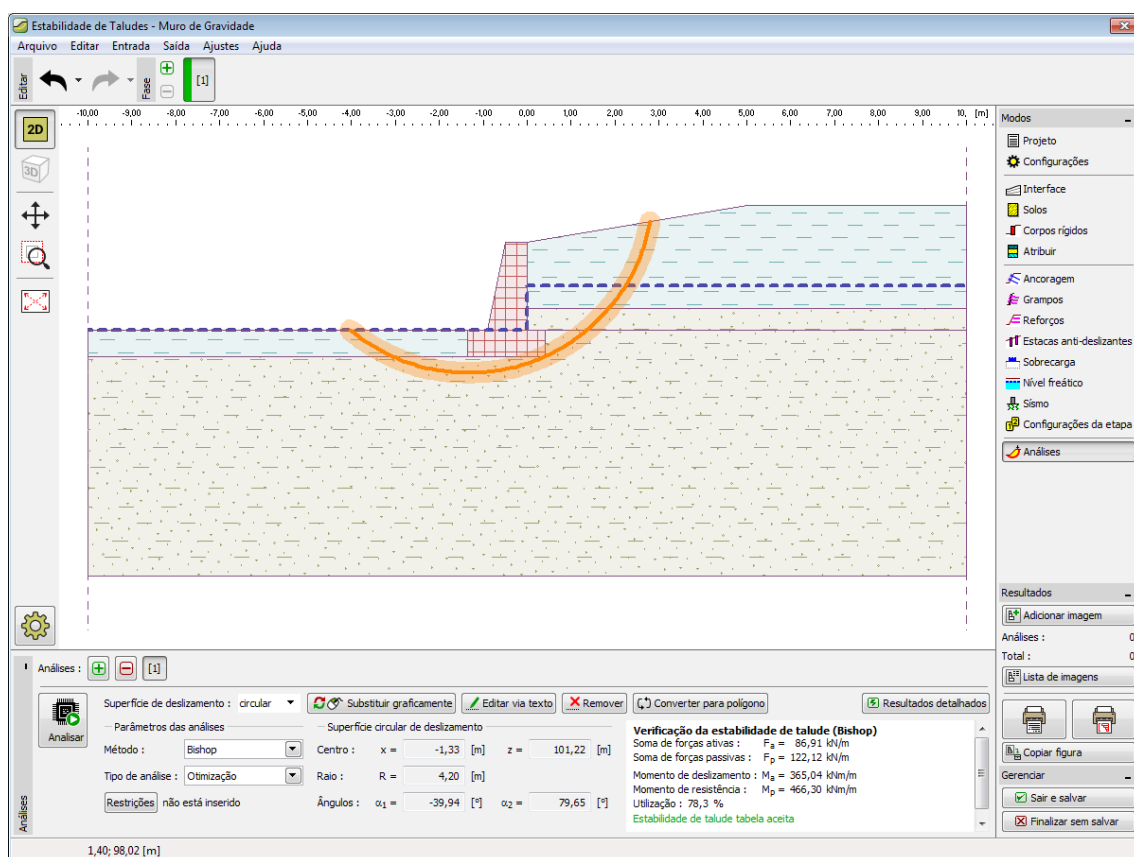 Estabilidade de Taludes - Muro de Gravidade
Arquivo Editar Entrada Saída Ajustes Ajuda
Editar
Fase
[1]
2D
3D
-10,00 -9,00 -8,00 -7,00 -6,00 -5,00 -4,00 -3,00 -2,00 -1,00 0,00 1,00 2,00 3,00 4,00 5,00 6,00 7,00 8,00 9,00 10, [m]
Modos
Projeto
Configurações
Interface
Solos
Corpos rígidos
Atribuir
Ancoragem
Grampos
Reforços
Estacas anti-deslizantes
Sobrecarga
Nível freático
Sísmo
Configurações da etapa
Análises
Resultados
Adicionar imagem
Análises : 0
Total : 0
Lista de imagens
Copiar figura
Gerenciar
Sair e salvar
Finalizar sem salvar
Análises
Análises : [1]
Analisar
Superfície de deslizamento : circular
Substituir graficamente
Editar via texto
Remover
Converter para polígono
Resultados detalhados
Parâmetros das análises
Método : Bishop
Tipo de análise : Otimização
Restrições não está inserido
Superfície circular de deslizamento
Centro : x = -1,33 [m] z = 101,22 [m]
Raio : R = 4,20 [m]
Ângulos : α1 = -39,94 [°] α2 = 79,65 [°]
Verificação da estabilidade de talude (Bishop)
Soma de forças ativas : Fa = 86,91 kN/m
Soma de forças passivas : Fp = 122,12 kN/m
Momento de deslizamento : Ma = 365,04 kNm/m
Momento de resistência : Mp = 466,30 kNm/m
Utilização : 78,3 %
Estabilidade de talude tabela aceita
1,40; 98,02 [m]